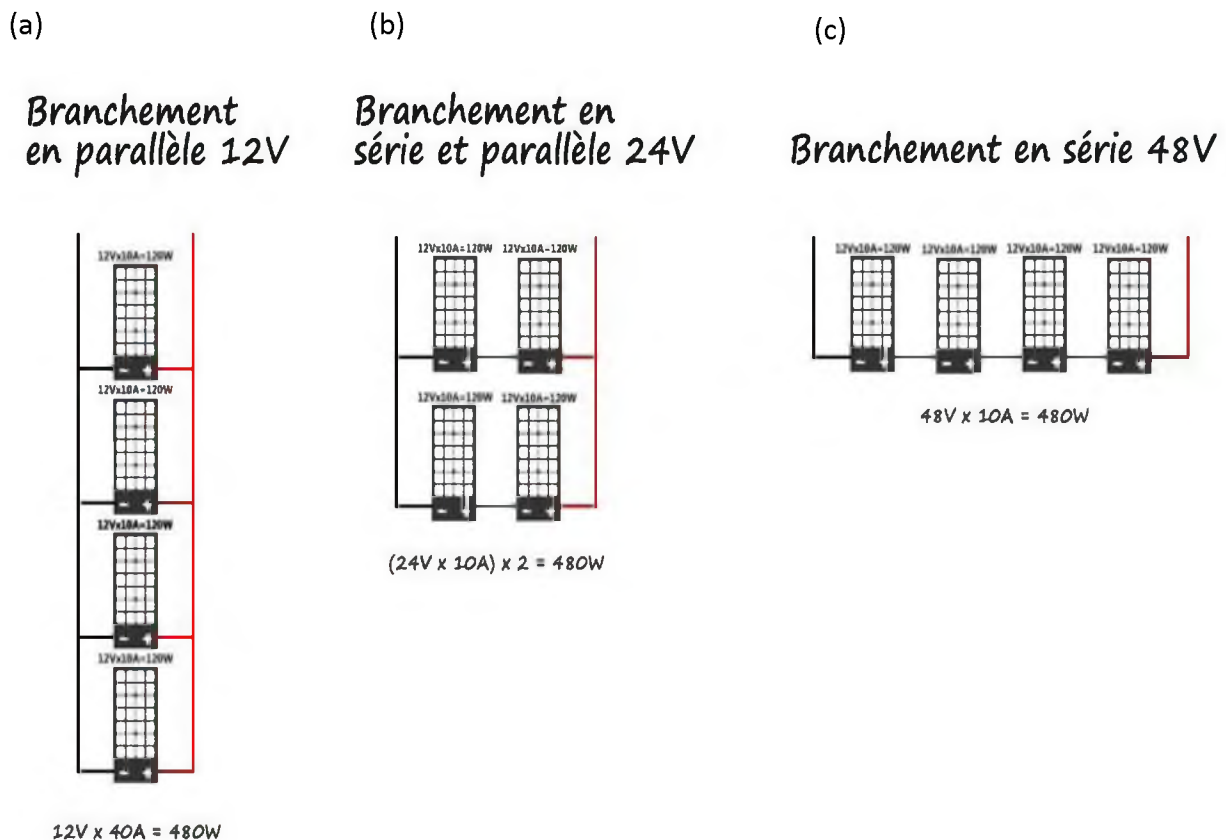 (a)
Branchement
en parallèle 12V
12Vx10A=120W
12Vx10A=120W
12Vx10A=120W
12Vx10A=120W
12V x 40A = 480W
(b)
Branchement en
série et parallèle 24V
12Vx10A=120W 12Vx10A=120W
- + - +
12Vx10A=120W 12Vx10A=120W
- + - +
(24V x 10A) x 2 = 480W
(c)
Branchement en série 48V
12Vx10A=120W 12Vx10A=120W 12Vx10A=120W 12Vx10A=120W
- + - + - + - +
48V x 10A = 480W